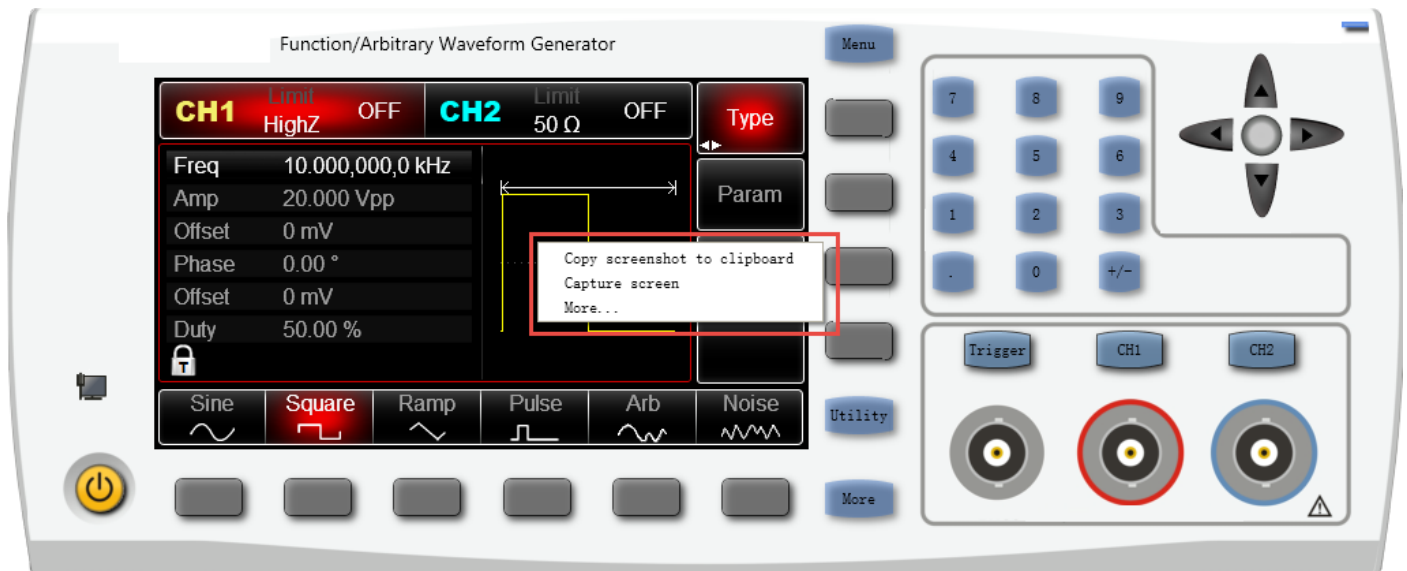 Function/Arbitrary Waveform Generator
Menu
CH1 Limit HighZ OFF
CH2 Limit 50 Ω OFF
Type
Freq 10.000,000,0 kHz
Amp 20.000 Vpp
Offset 0 mV
Phase 0.00 °
Offset 0 mV
Duty 50.00 %
T
Param
Copy screenshot to clipboard
Capture screen
More...
Sine Square Ramp Pulse Arb Noise
Utility
More
7 8 9
4 5 6
1 2 3
. 0 +/-
Trigger CH1 CH2